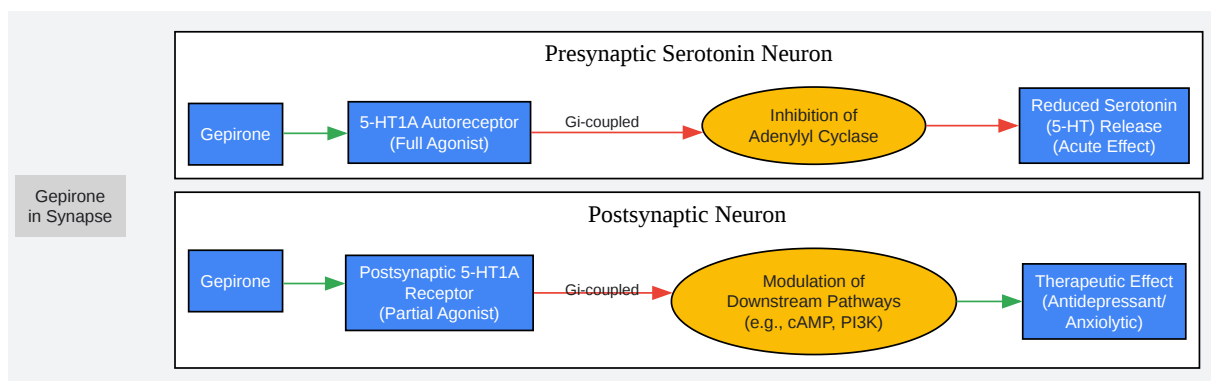 Presynaptic Serotonin Neuron
Gepirone
5-HT1A Autoreceptor
(Full Agonist)
Gi-coupled
Inhibition of
Adenylyl Cyclase
Reduced Serotonin
(5-HT) Release
(Acute Effect)
Gepirone
in Synapse
Postsynaptic Neuron
Gepirone
Postsynaptic 5-HT1A
Receptor
(Partial Agonist)
Gi-coupled
Modulation of
Downstream Pathways
(e.g., cAMP, PI3K)
Therapeutic Effect
(Antidepressant/
Anxiolytic)